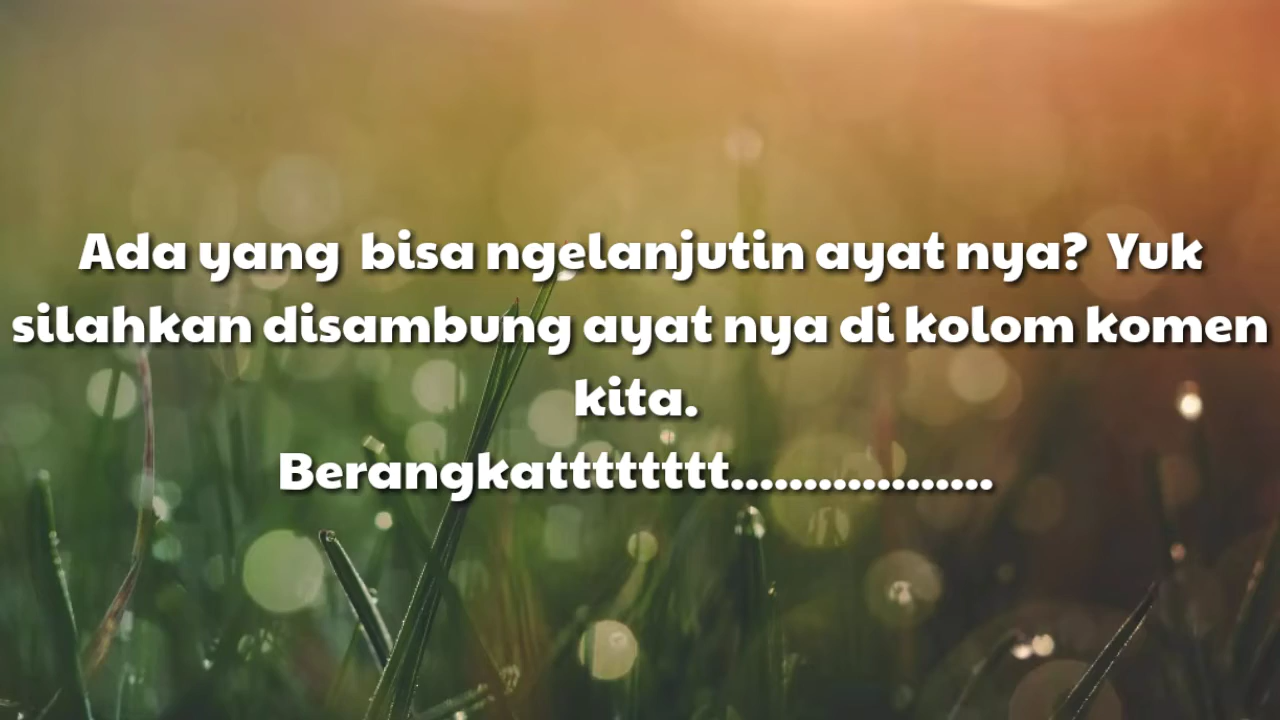 Ada yang  bisa ngelanjutin ayat nya?  Yuk
silahkan disambung ayat nya di kolom komen
kita.
Berangkatttttttt..................